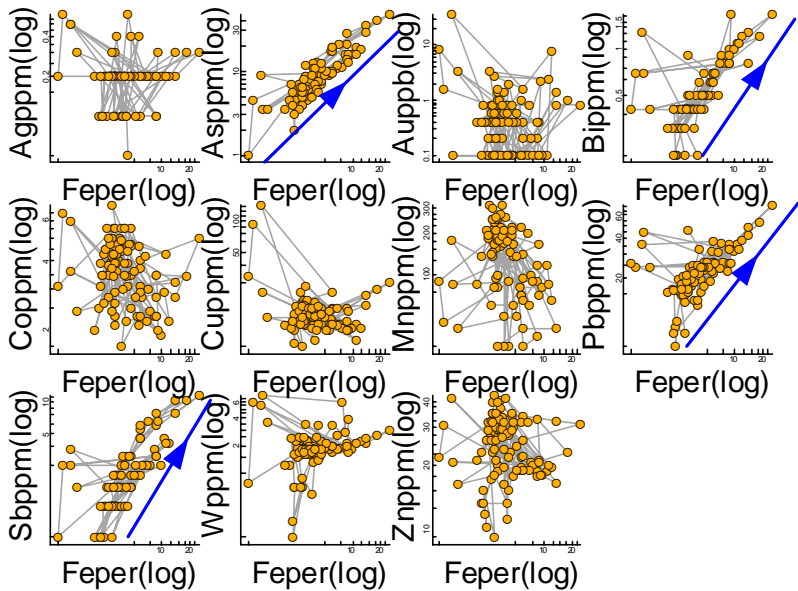 Agppm(log)
0.2
0.4
10
20
Feper(log)
Asppm(log)
1
3
10
30
10
20
Feper(log)
Auppb(log)
0.1
1
10
10
20
Feper(log)
Bippm(log)
0.5
1.5
10
20
Feper(log)
Coppm(log)
2
4
6
10
20
Feper(log)
Cuppm(log)
50
100
10
20
Feper(log)
Mnppm(log)
100
200
300
10
20
Feper(log)
Pbppm(log)
20
40
60
10
20
Feper(log)
Sbppm(log)
2
5
10
10
20
Feper(log)
Wppm(log)
2
4
6
10
20
Feper(log)
Znppm(log)
10
20
30
40
10
20
Feper(log)